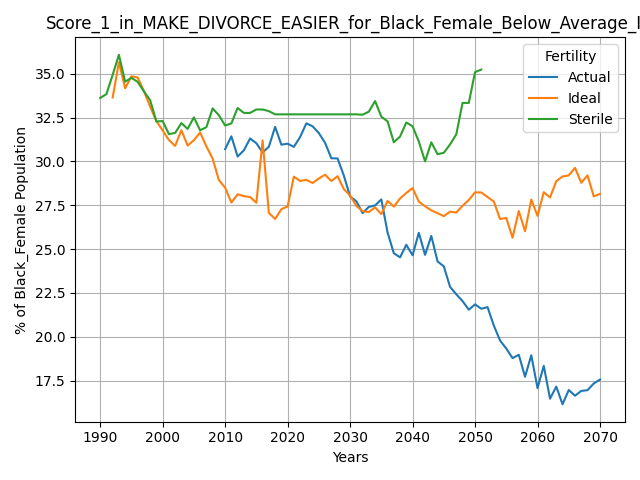 Score_1_in_MAKE_DIVORCE_EASIER_for_Black_Female_Below_Average_I
Fertility
Actual
Ideal
Sterile
% of Black_Female Population
35.0
32.5
30.0
27.5
25.0
22.5
20.0
17.5
1990 2000 2010 2020 2030 2040 2050 2060 2070
Years